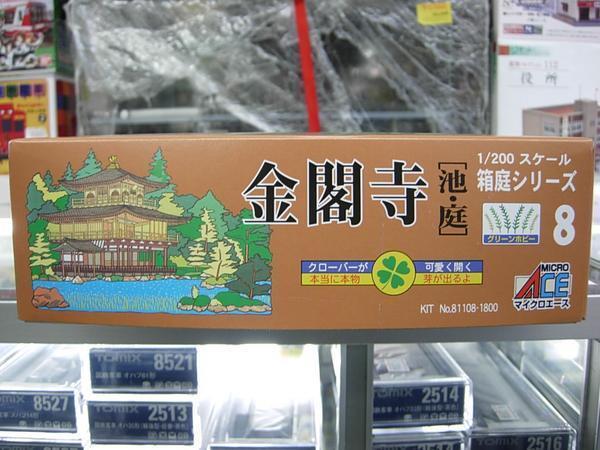 金閣寺
[池・庭]
1/200 スケール
箱庭シリーズ
8
グリーンホビー
クローバーが
本当に本物
可愛く開く
芽が出るよ
KIT No.81108-1800
MICRO
ACE
マイクロエース
役所
TOMIX
8521
8527
2513
2514
TOMIX
2516